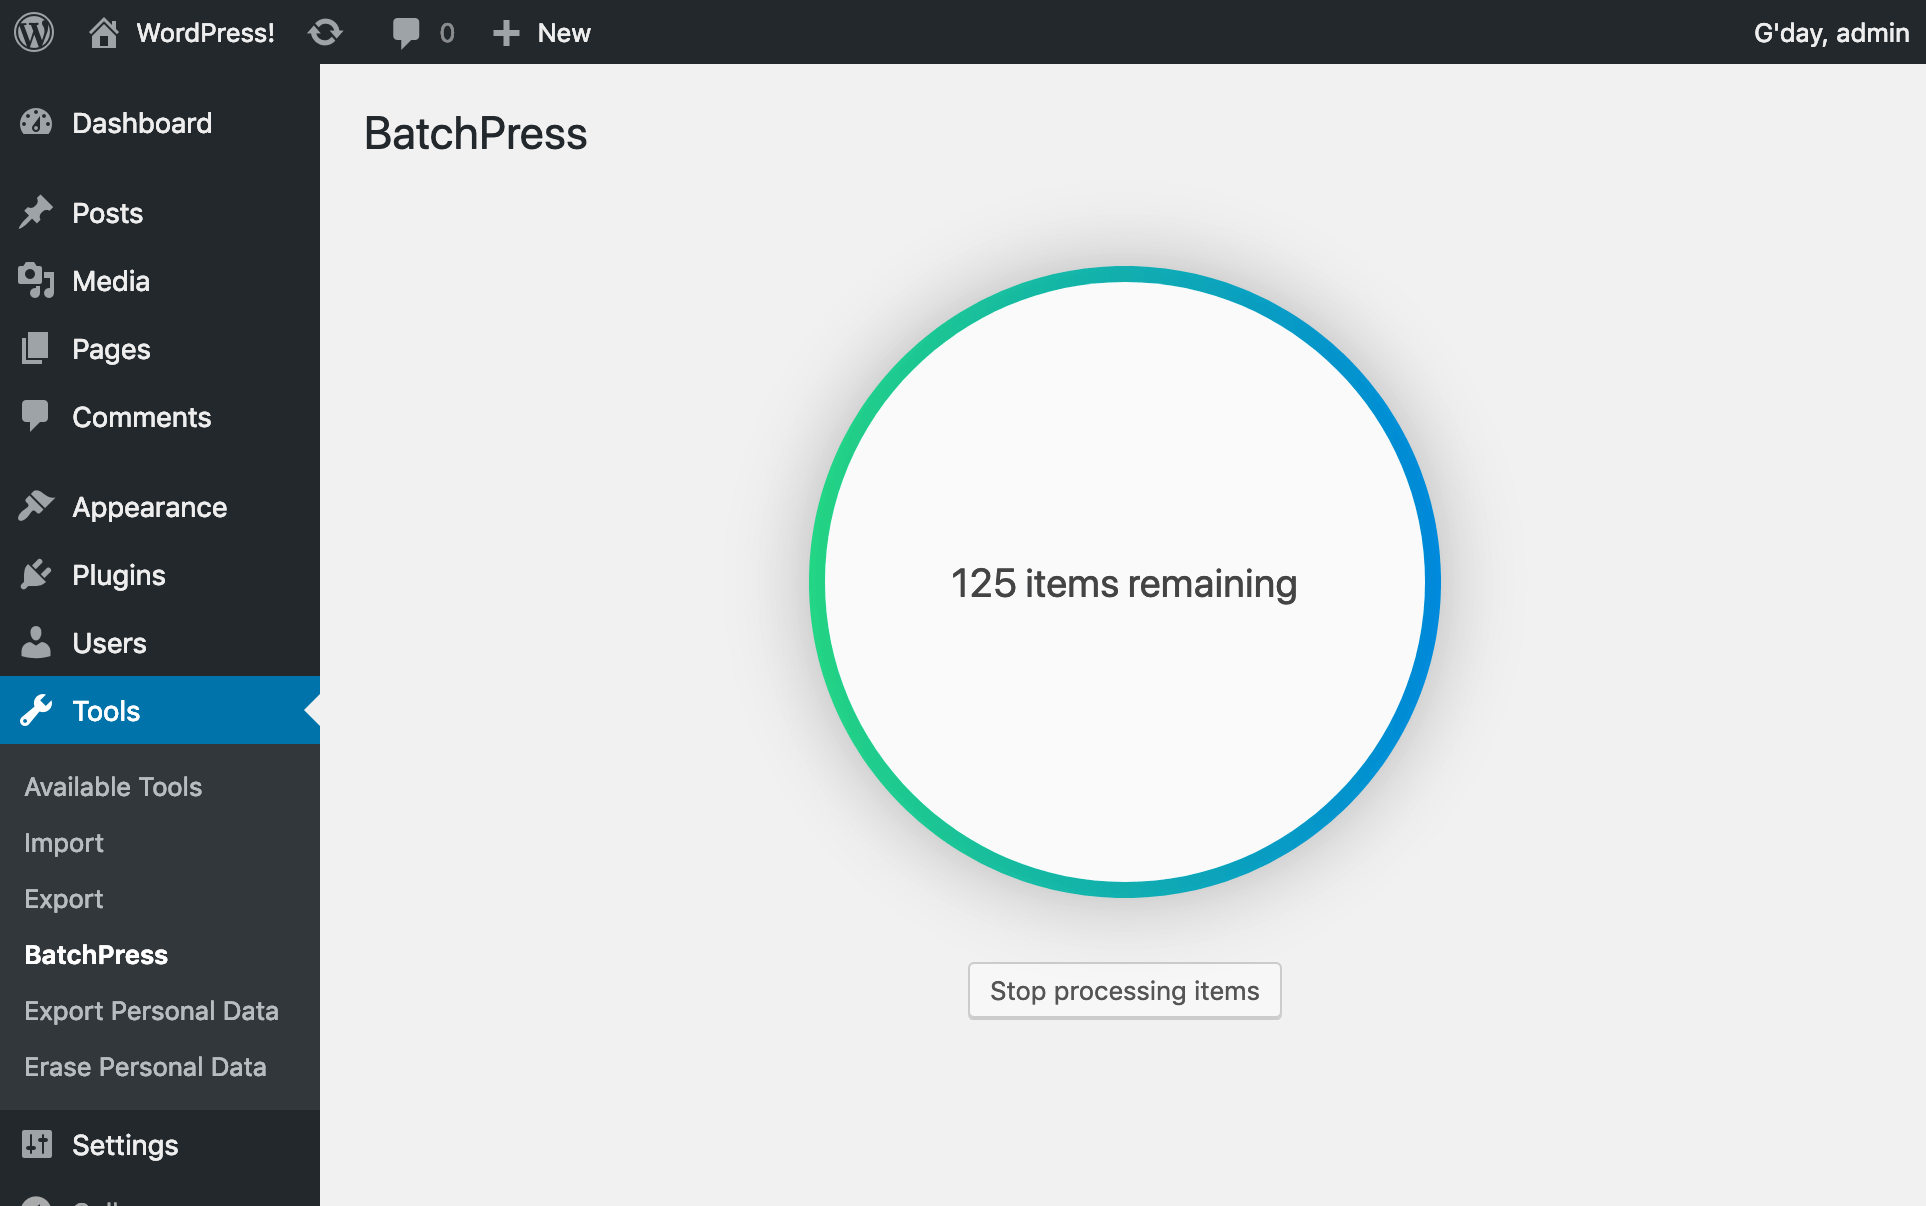 WordPress! 0 New G'day, admin
Dashboard
Posts
Media
Pages
Comments
Appearance
Plugins
Users
Tools
Available Tools
Import
Export
BatchPress
Export Personal Data
Erase Personal Data
Settings
BatchPress
125 items remaining
Stop processing items